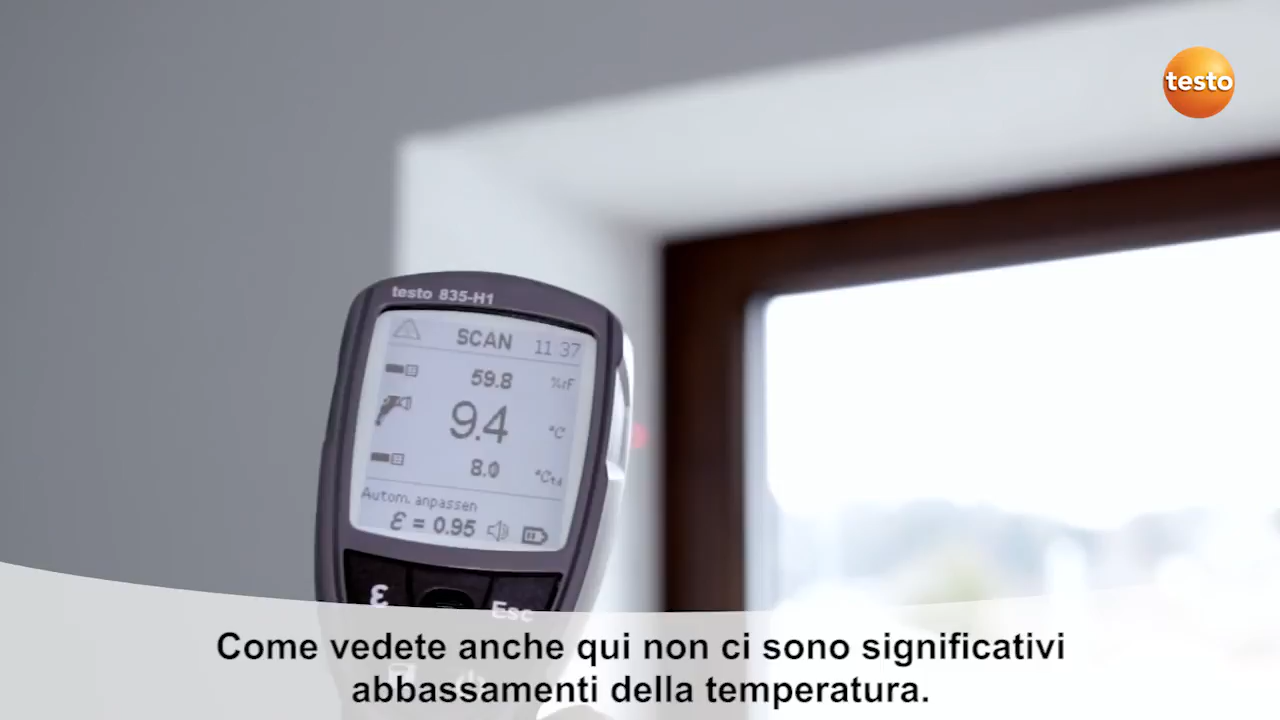 testo
testo 835-H1
SCAN 11 37
59.8 %rF
9.4 °C
8.0 °Ctd
Autom. anpassen
ε = 0.95
ε Esc
Come vedete anche qui non ci sono significativi
abbassamenti della temperatura.